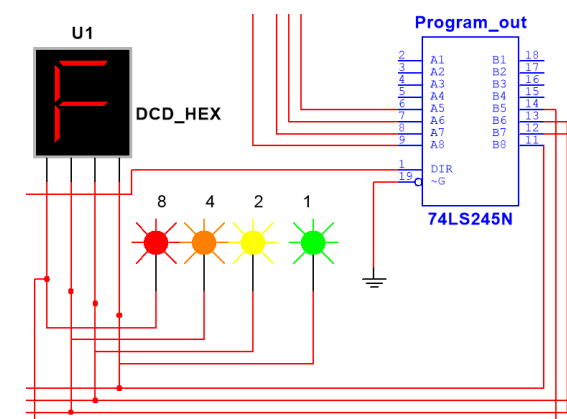 U1
DCD_HEX
8 4 2 1
Program_out
2 A1 B1 18
3 A2 B2 17
4 A3 B3 16
5 A4 B4 15
6 A5 B5 14
7 A6 B6 13
8 A7 B7 12
9 A8 B8 11
1 DIR
19 ~G
74LS245N